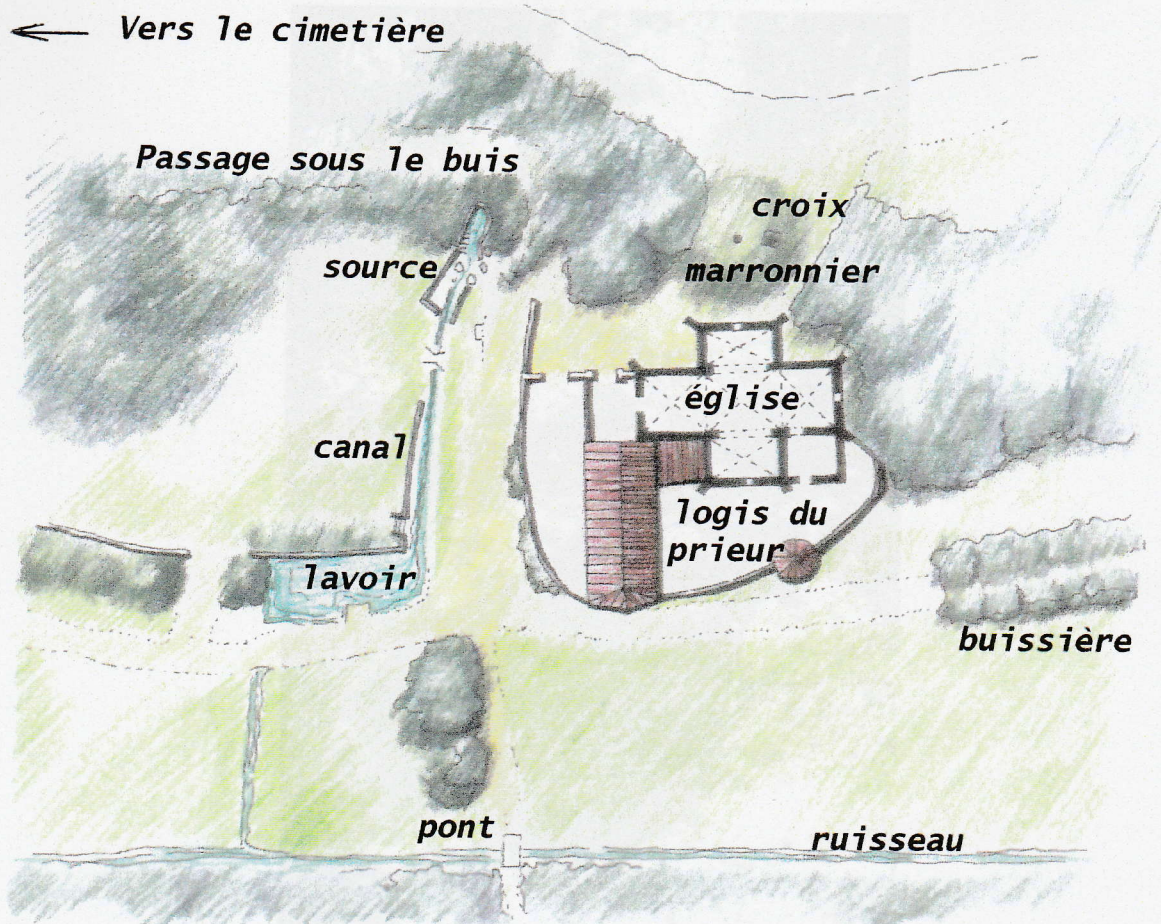 Vers le cimetière
Passage sous le buis
croix
source
marronnier
église
canal
logis du
prieur
lavoir
buissière
pont
ruisseau